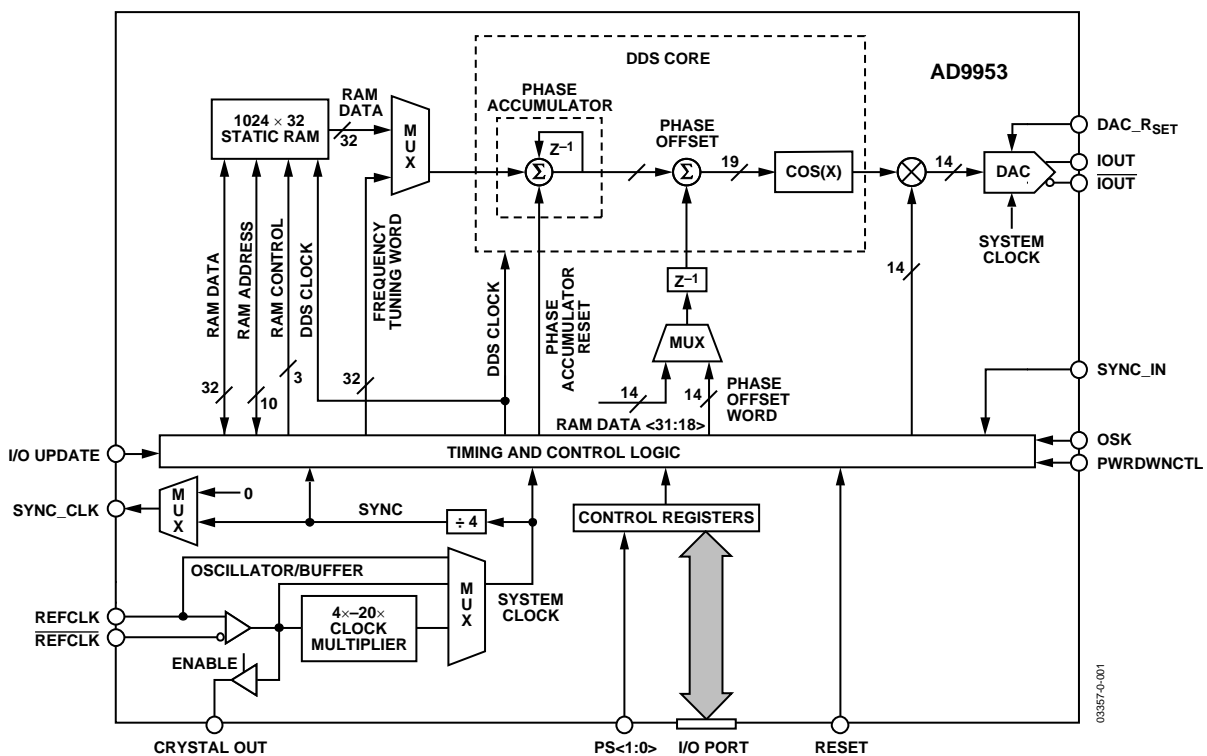 DDS CORE
AD9953
RAM
DATA
PHASE
ACCUMULATOR
1024 × 32
STATIC RAM
32
MUX
Z–1
Σ
PHASE
OFFSET
Σ
19
COS(X)
14
DAC
DAC_RSET
IOUT
IOUT
SYSTEM
CLOCK
RAM DATA
RAM ADDRESS
RAM CONTROL
DDS CLOCK
FREQUENCY
TUNING WORD
DDS CLOCK
PHASE
ACCUMULATOR
RESET
Z–1
MUX
14
32
10
3
32
14
14
PHASE
OFFSET
WORD
RAM DATA <31:18>
SYNC_IN
I/O UPDATE
TIMING AND CONTROL LOGIC
OSK
PWRDWNCTL
SYNC_CLK
MUX
0
SYNC
÷ 4
CONTROL REGISTERS
OSCILLATOR/BUFFER
MUX
SYSTEM
CLOCK
REFCLK
REFCLK
4×–20×
CLOCK
MULTIPLIER
ENABLE
CRYSTAL OUT
PS<1:0>
I/O PORT
RESET
03357-0-001